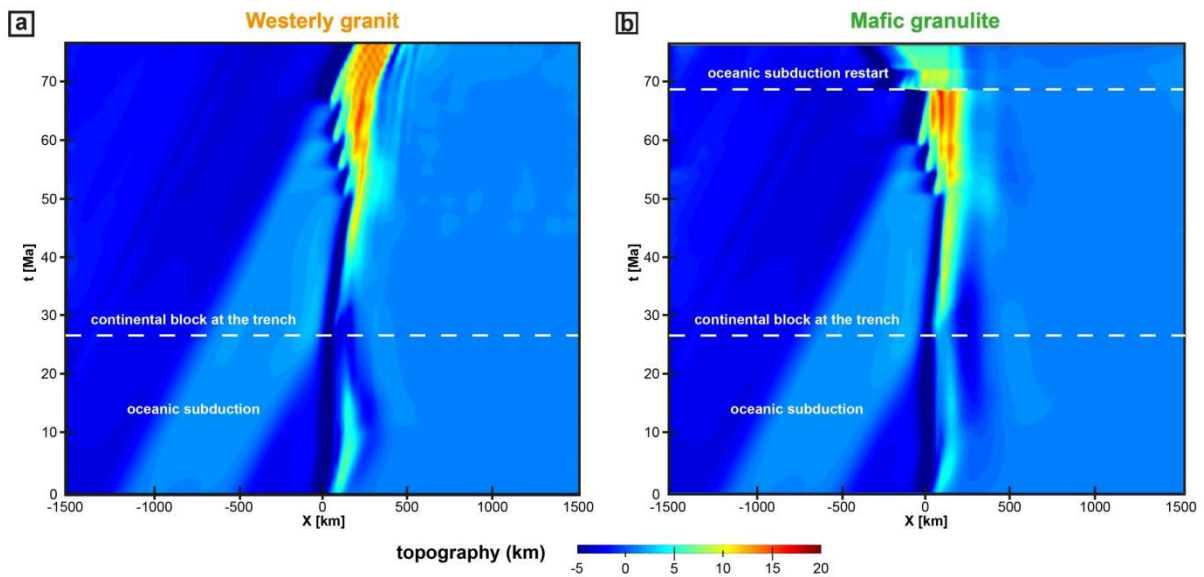 a
Westerly granit
70
60
50
40
30
20
10
0
t [Ma]
continental block at the trench
oceanic subduction
-1500
-1000
-500
0
500
1000
1500
X [km]
b
Mafic granulite
70
60
50
40
30
20
10
0
t [Ma]
oceanic subduction restart
continental block at the trench
oceanic subduction
-1500
-1000
-500
0
500
1000
1500
X [km]
topography (km)
-5 0 5 10 15 20